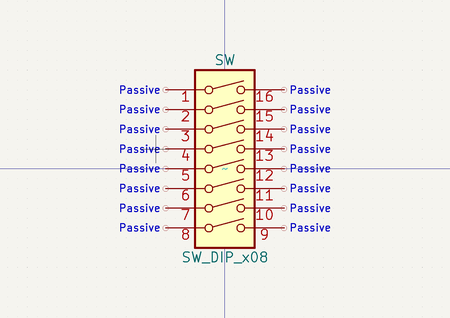 SW
Passive 1 16 Passive
Passive 2 15 Passive
Passive 3 14 Passive
Passive 4 13 Passive
Passive 5 12 Passive
Passive 6 11 Passive
Passive 7 10 Passive
Passive 8 9 Passive
SW_DIP_x08